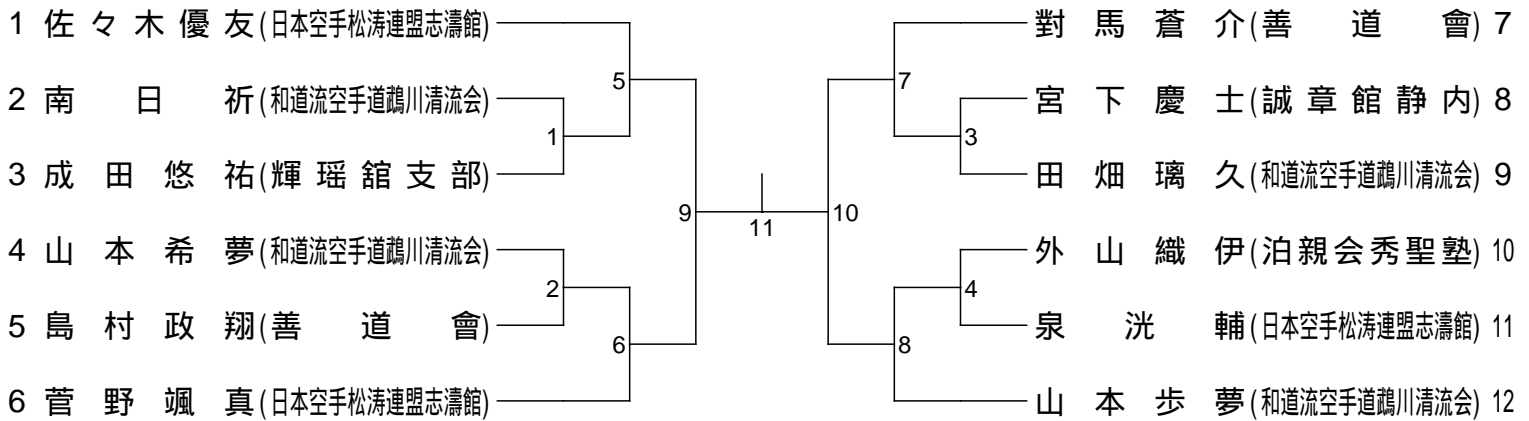 1 佐々木優友(日本空手松涛連盟志濤館)
2 南日祈(和道流空手道鵡川清流会)
3 成田悠祐(輝瑶舘支部)
4 山本希夢(和道流空手道鵡川清流会)
5 島村政翔(善道會)
6 菅野颯真(日本空手松涛連盟志濤館)
5
1
2
6
9
11
10
7
3
4
8
對馬蒼介(善道會) 7
宮下慶士(誠章館静内) 8
田畑璃久(和道流空手道鵡川清流会) 9
外山織伊(泊親会秀聖塾) 10
泉洸輔(日本空手松涛連盟志濤館) 11
山本歩夢(和道流空手道鵡川清流会) 12